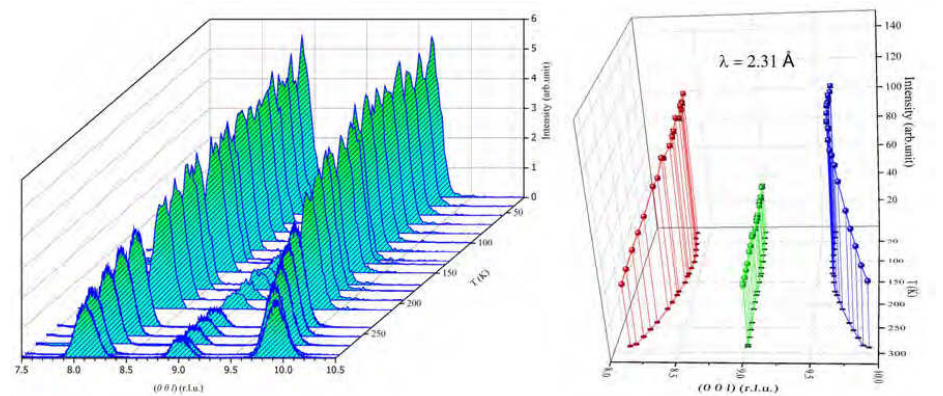 6
5
4
3
2
1
0
Intensity (arb.unit)
50
100
150
200
250
T (K)
7.5 8.0 8.5 9.0 9.5 10.0 10.5
(0 0 l) (r.l.u.)
λ = 2.31 Å
140
120
100
80
60
40
20
Intensity (arb.unit)
50
100
150
200
250
300
T (K)
8.0 8.5 9.0 9.5 10.0
(0 0 l) (r.l.u.)